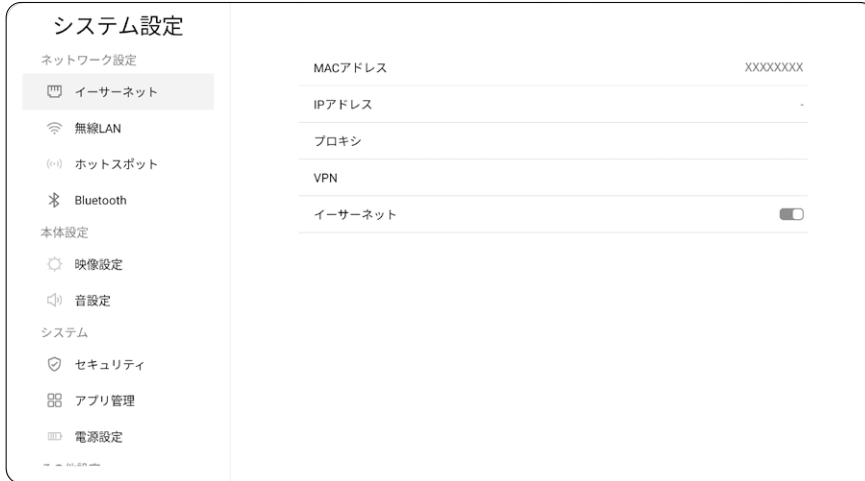 システム設定
ネットワーク設定
イーサーネット
無線LAN
ホットスポット
Bluetooth
本体設定
映像設定
音設定
システム
セキュリティ
アプリ管理
電源設定
MACアドレス XXXXXXXX
IPアドレス -
プロキシ
VPN
イーサーネット